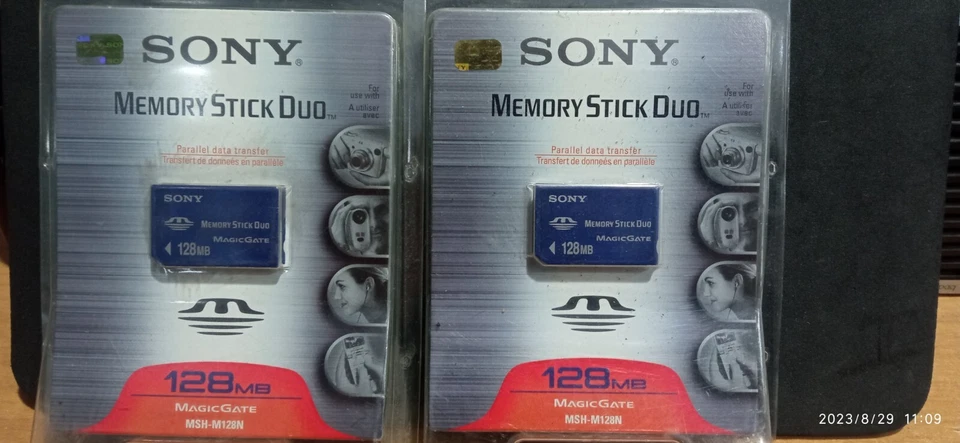 SONY®
MEMORY STICK DUO™
For
use with
A utiliser
avec
Parallel data transfer
Transfert de données en parallèle
SONY
MEMORY STICK DUO
MAGICGATE
128MB
128MB
MAGICGATE
MSH-M128N
SONY®
MEMORY STICK DUO™
For
use with
A utiliser
avec
Parallel data transfer
Transfert de données en parallèle
SONY
MEMORY STICK DUO
MAGICGATE
128MB
128MB
MAGICGATE
MSH-M128N
2023/8/29 11:09